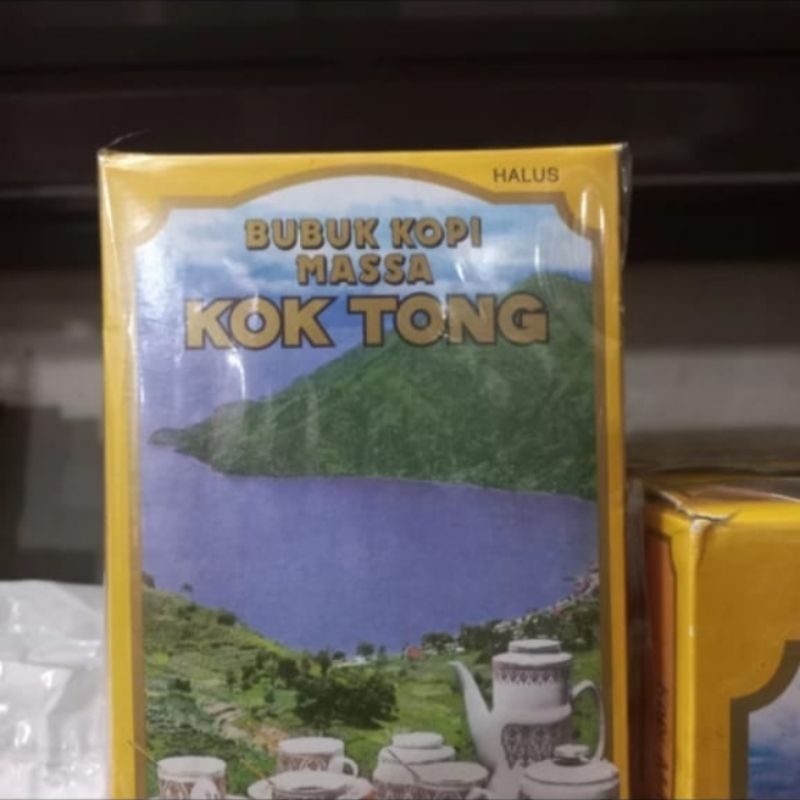 HALUS
BUBUK KOPI
MASSA
KOK TONG